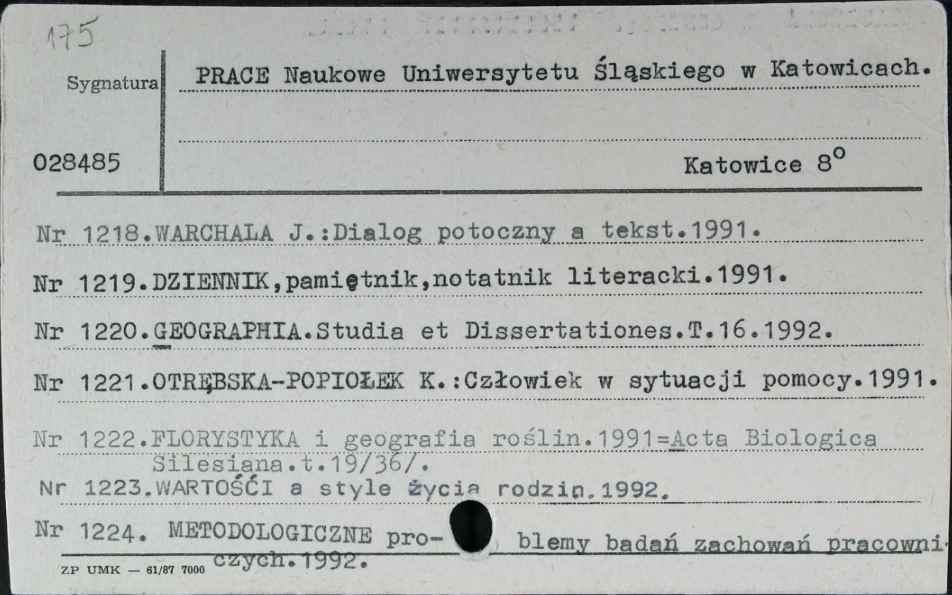 175
Sygnatura
PRACE Naukowe Uniwersytetu Śląskiego w Katowicach.
028485
Katowice 8°
Nr 1218.WARCHALA J.:Dialog potoczny a tekst.1991.
Nr 1219.DZIENNIK,pamiętnik,notatnik literacki.1991.
Nr 1220.GEOGRAPHIA.Studia et Dissertationes.T.16.1992.
Nr 1221.OTRĘBSKA-POPIOŁEK K.:Człowiek w sytuacji pomocy.1991.
Nr 1222.FLORYSTYKA i geografia roślin.1991=Acta Biologica
Silesiana.t.19/36/.
Nr 1223.WARTOŚCI a style życia rodzin.1992.
Nr 1224. METODOLOGICZNE pro- blemy badań zachowań pracowni-
czych.1992.
ZP UMK — 61/87 7000